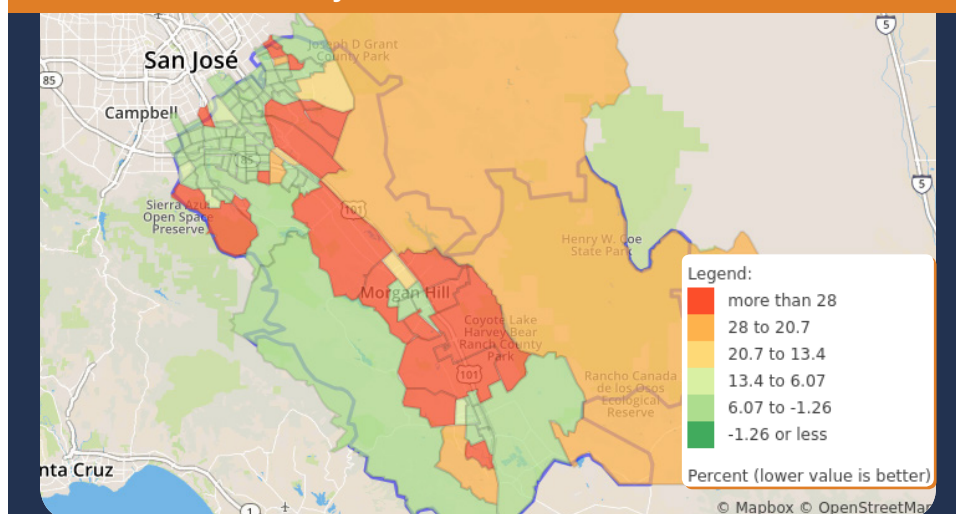 Joseph D Grant
County Park
San José
85
Campbell
5
85
5
Sierra Azul
Open Space
Preserve
101
Henry W. Coe
State Park
Legend:
more than 28
28 to 20.7
20.7 to 13.4
13.4 to 6.07
6.07 to -1.26
-1.26 or less
Percent (lower value is better)
Morgan Hill
Coyote Lake
Harvey Bear
Ranch County
Park
101
Rancho Canada
de los Osos
Ecological
Reserve
nta Cruz
1
© Mapbox © OpenStreetMap